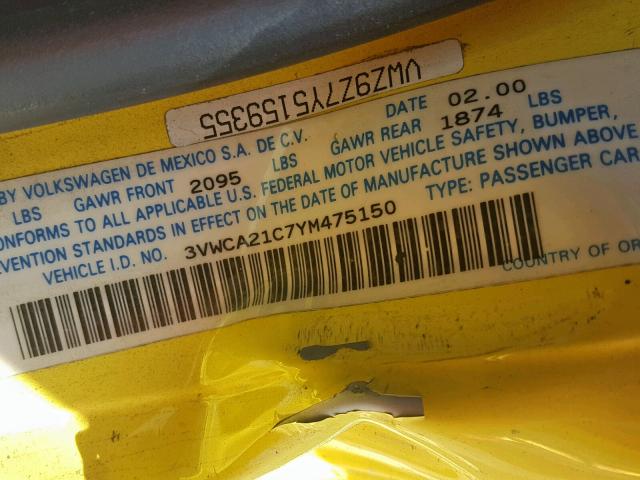 VWZ9Z7Y5159355
BY VOLKSWAGEN DE MEXICO S.A. DE C.V. DATE 02.00
LBS GAWR FRONT 2095 LBS GAWR REAR 1874 LBS
CONFORMS TO ALL APPLICABLE U.S. FEDERAL MOTOR VEHICLE SAFETY, BUMPER,
VENTION STANDARDS IN EFFECT ON THE DATE OF MANUFACTURE SHOWN ABOVE
VEHICLE I.D. NO. 3VWCA21C7YM475150 TYPE: PASSENGER CAR
COUNTRY OF OR